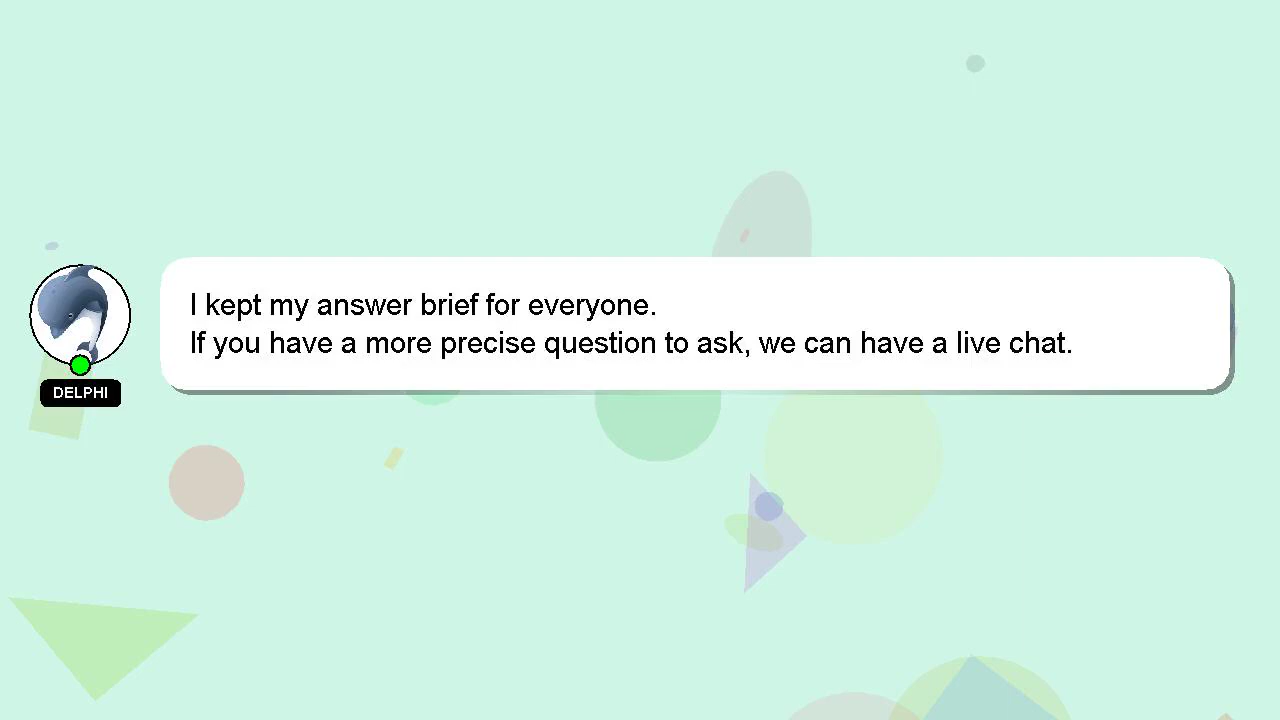 I kept my answer brief for everyone.
If you have a more precise question to ask, we can have a live chat.
DELPHI